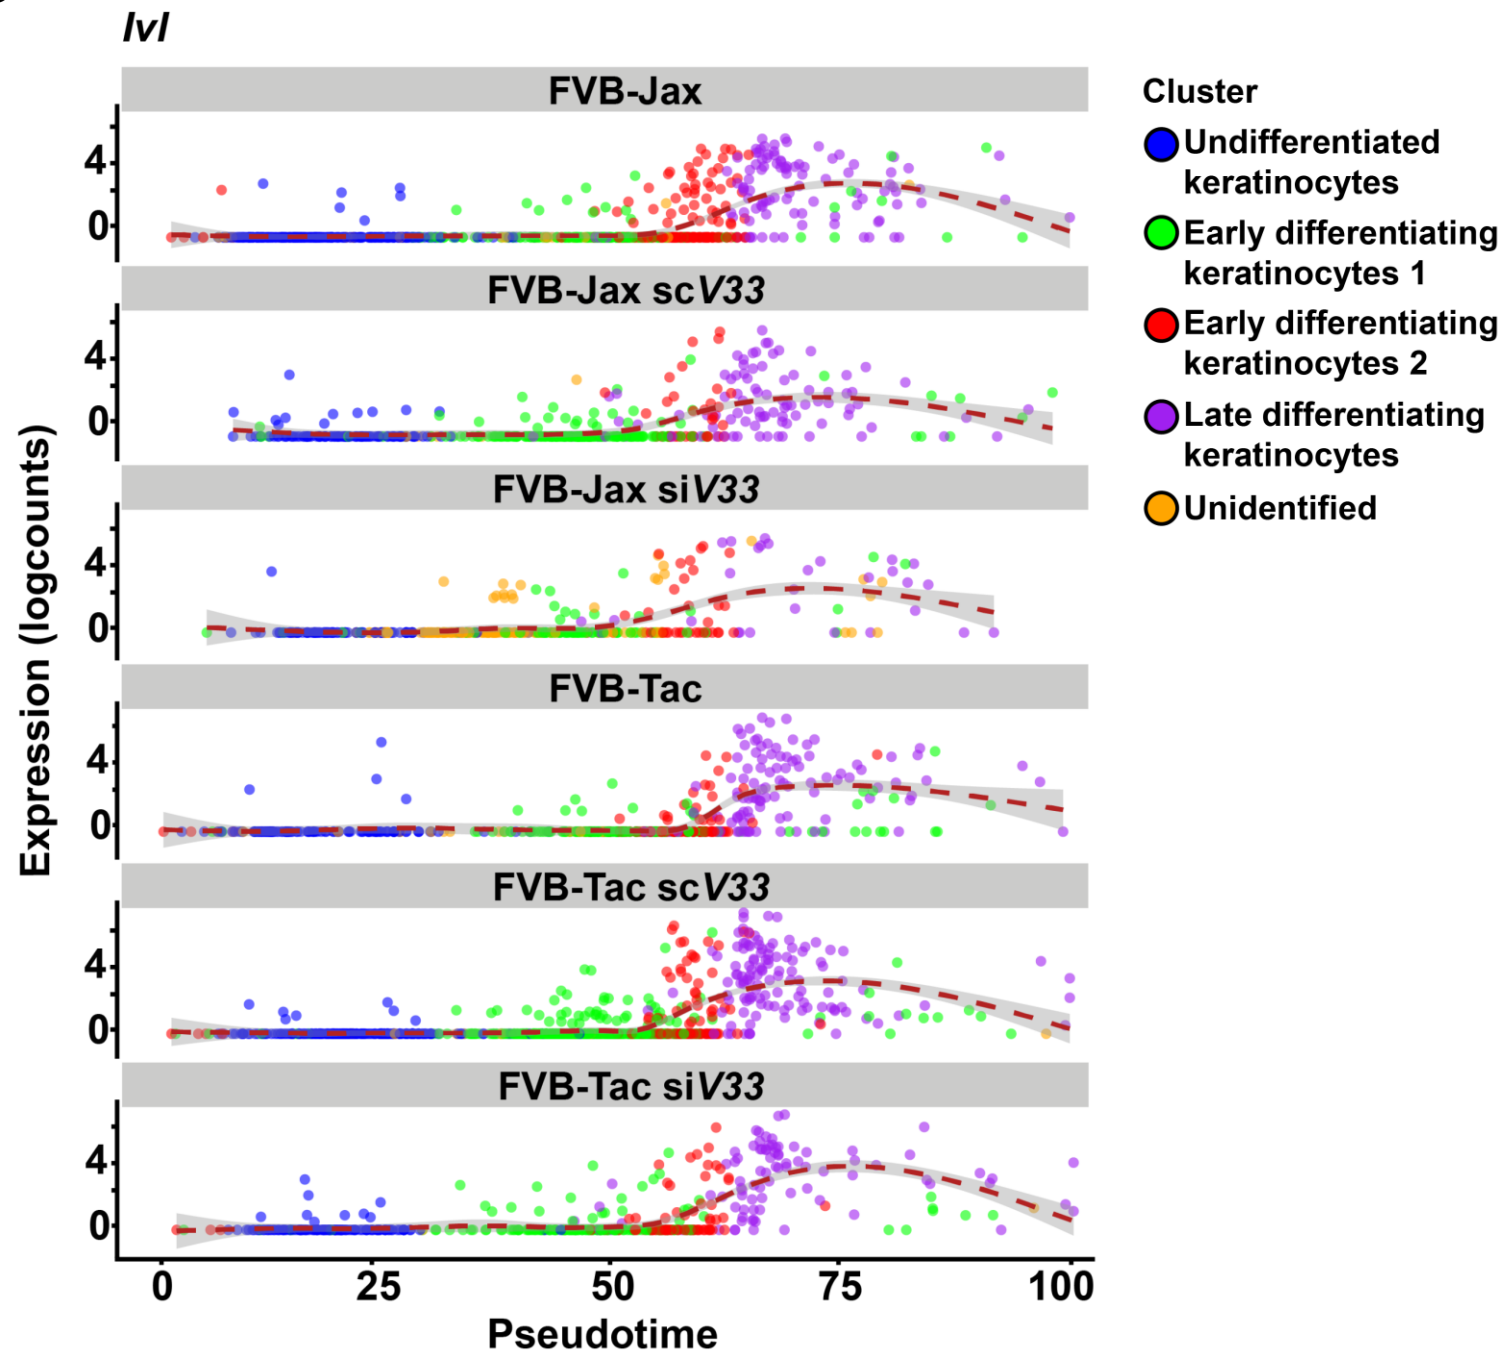 Ivl
FVB-Jax
4
0
FVB-Jax scV33
4
0
FVB-Jax siV33
4
0
FVB-Tac
4
0
FVB-Tac scV33
4
0
FVB-Tac siV33
4
0
0 25 50 75 100
Pseudotime
Expression (logcounts)
Cluster
Undifferentiated
keratinocytes
Early differentiating
keratinocytes 1
Early differentiating
keratinocytes 2
Late differentiating
keratinocytes
Unidentified